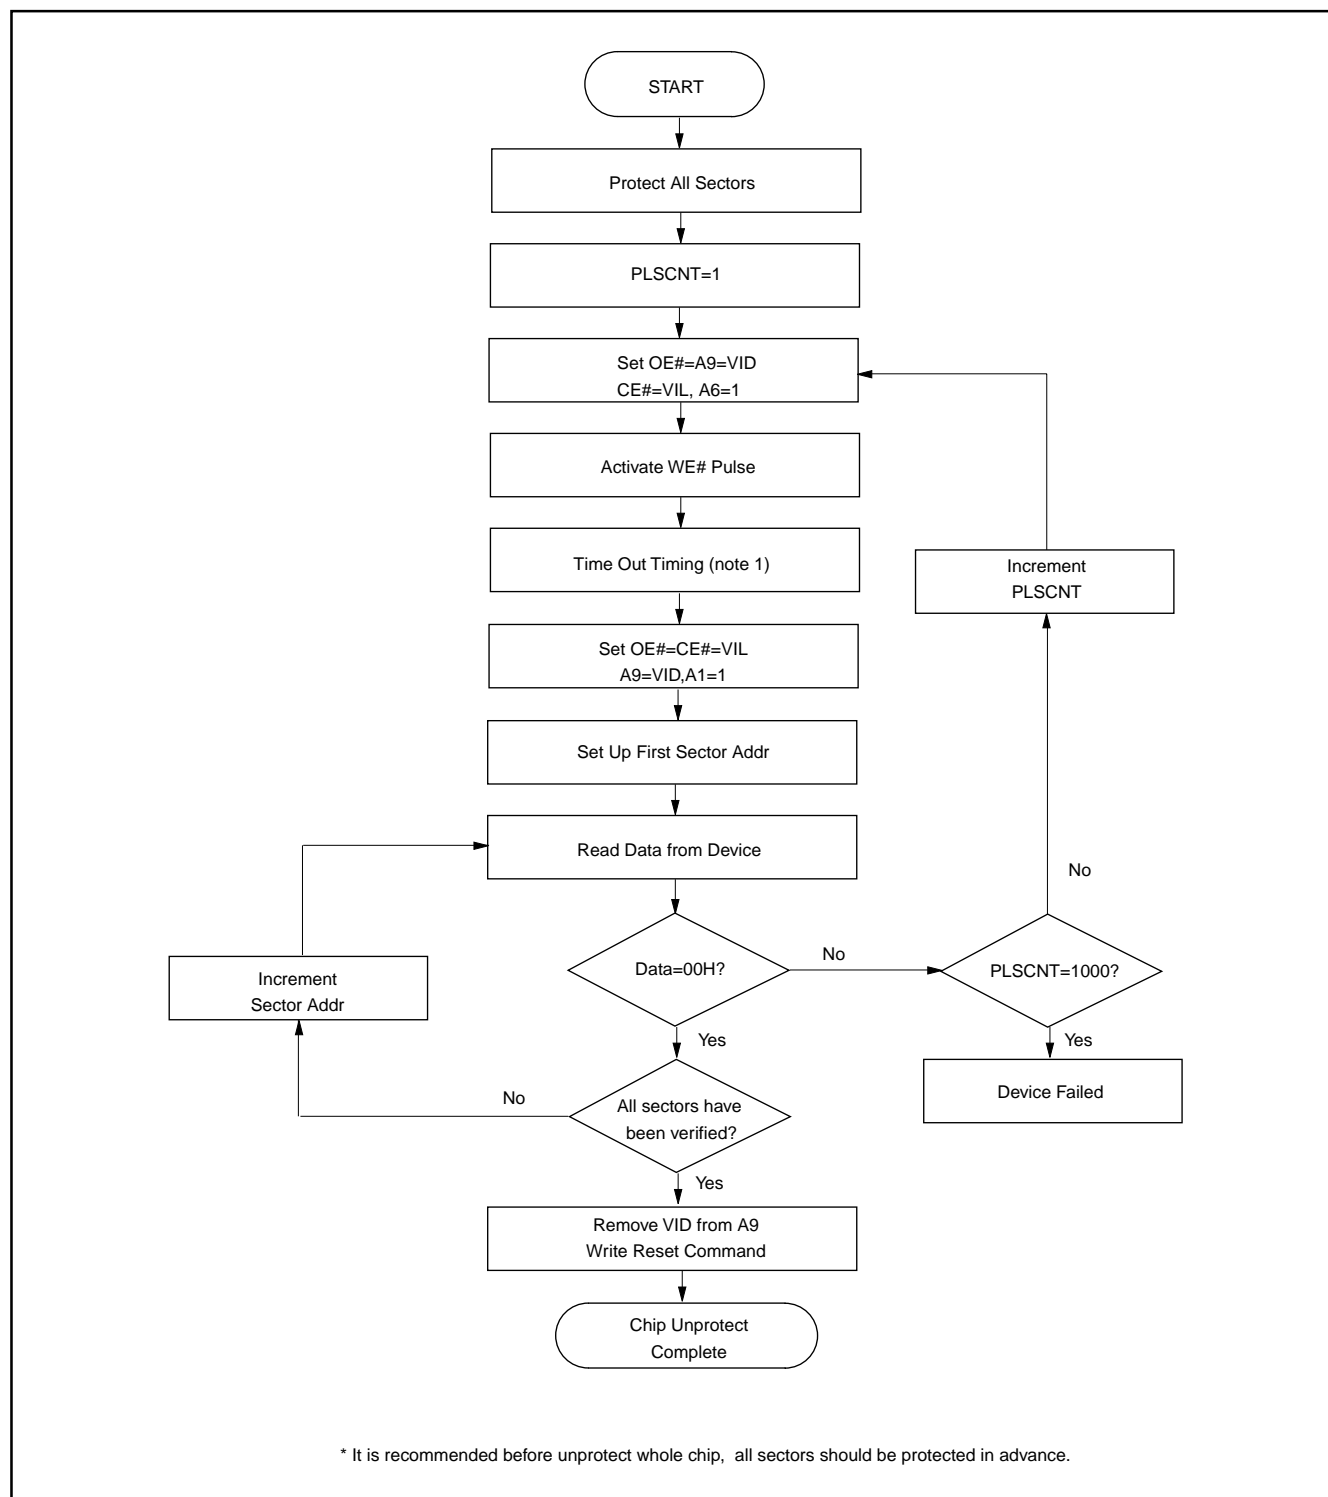 START
Protect All Sectors
PLSCNT=1
Set OE#=A9=VID
CE#=VIL, A6=1
Activate WE# Pulse
Time Out Timing (note 1)
Increment
PLSCNT
Set OE#=CE#=VIL
A9=VID,A1=1
Set Up First Sector Addr
Read Data from Device
No
Data=00H?
No
PLSCNT=1000?
Increment
Sector Addr
Yes
Yes
Device Failed
No
All sectors have
been verified?
Yes
Remove VID from A9
Write Reset Command
Chip Unprotect
Complete
* It is recommended before unprotect whole chip, all sectors should be protected in advance.